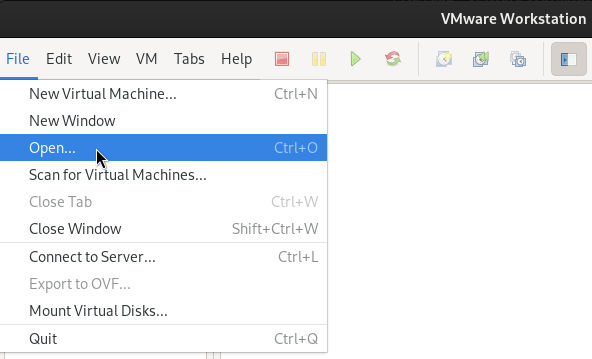 VMware Workstation
File Edit View VM Tabs Help
New Virtual Machine... Ctrl+N
New Window
Open... Ctrl+O
Scan for Virtual Machines...
Close Tab Ctrl+W
Close Window Shift+Ctrl+W
Connect to Server... Ctrl+L
Export to OVF...
Mount Virtual Disks...
Quit Ctrl+Q